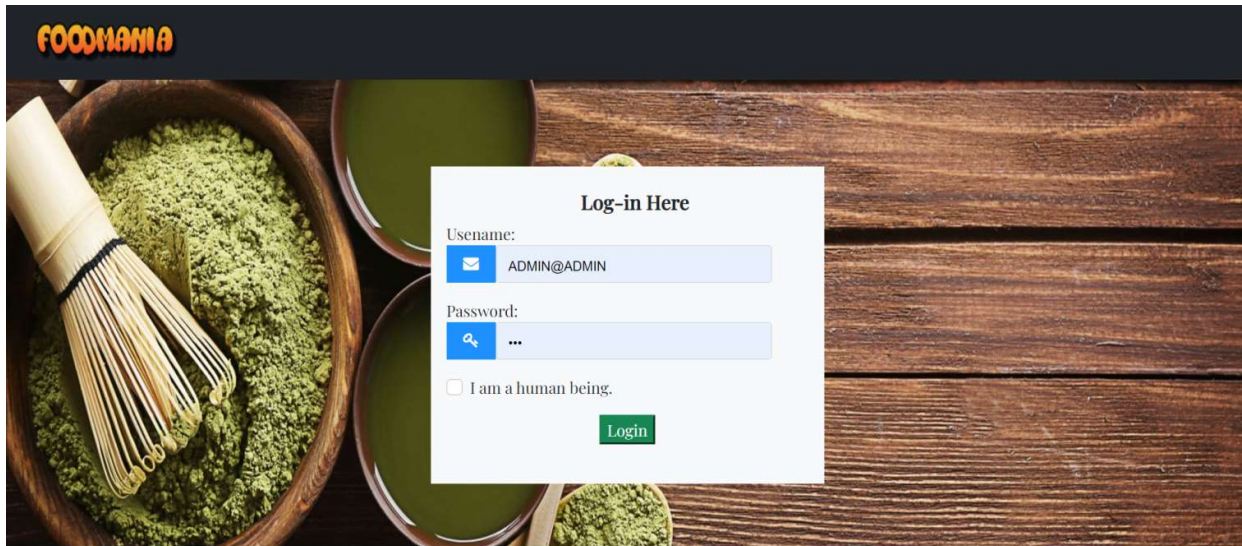 FOODMANIA
Log-in Here
Usename:
ADMIN@ADMIN
Password:
•••
I am a human being.
Login